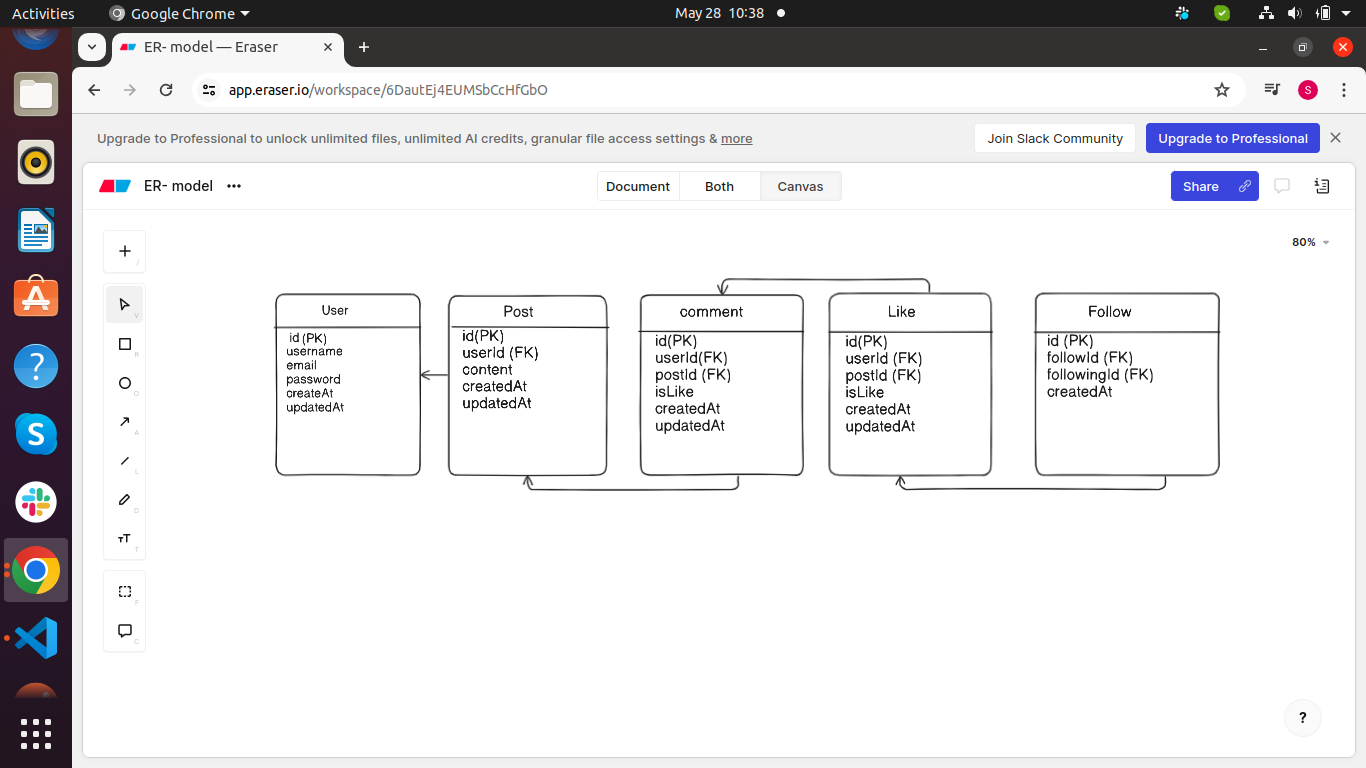 Activities
Google Chrome
May 28 10:38
ER- model — Eraser
app.eraser.io/workspace/6DautEj4EUMSbCcHfGbO
S
Upgrade to Professional to unlock unlimited files, unlimited AI credits, granular file access settings & more
Join Slack Community
Upgrade to Professional
ER- model
Document
Both
Canvas
Share
80%
/
V
R
O
A
L
D
T
F
C
User
id (PK)
username
email
password
createAt
updatedAt
Post
id(PK)
userId (FK)
content
createdAt
updatedAt
comment
id(PK)
userId(FK)
postId (FK)
isLike
createdAt
updatedAt
Like
id(PK)
userId (FK)
postId (FK)
isLike
createdAt
updatedAt
Follow
id (PK)
followId (FK)
followingId (FK)
createdAt
?